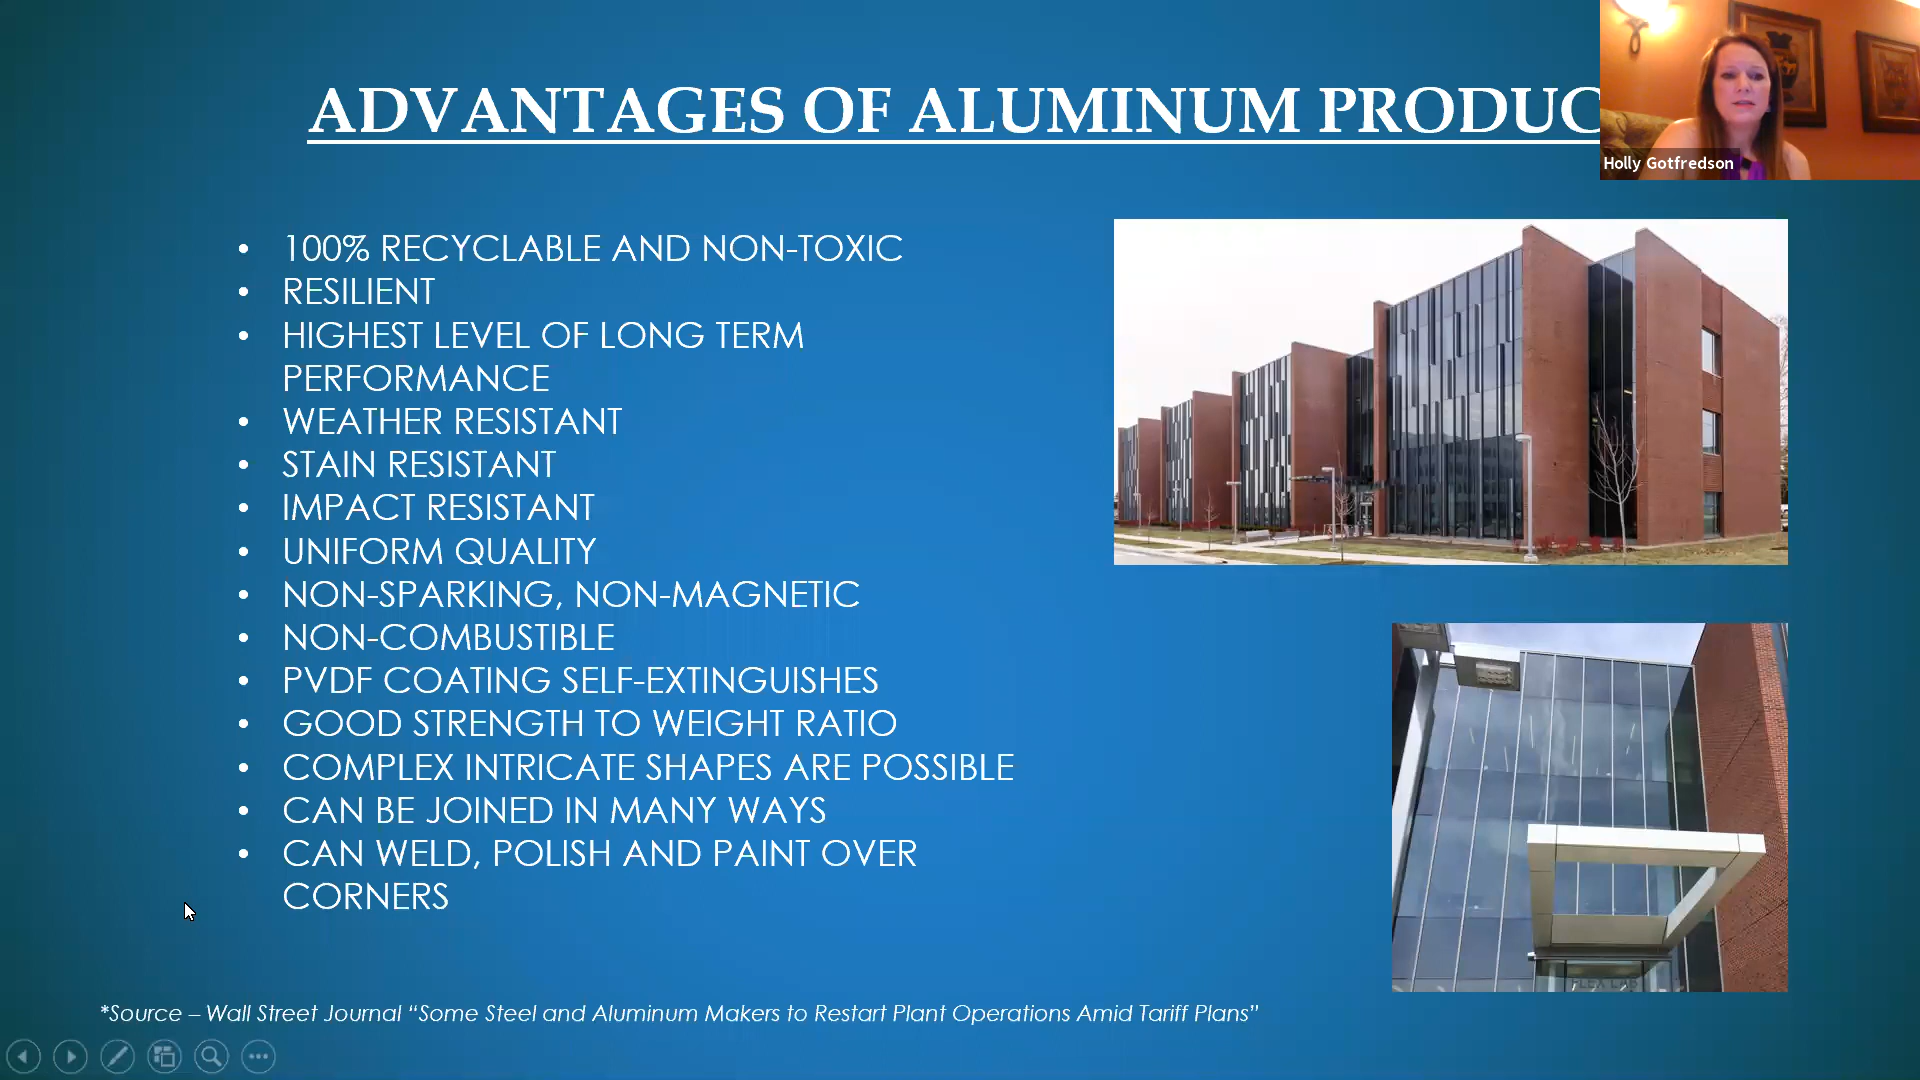 ADVANTAGES OF ALUMINUM PRODUC
Holly Gotfredson
• 100% RECYCLABLE AND NON-TOXIC
• RESILIENT
• HIGHEST LEVEL OF LONG TERM
PERFORMANCE
• WEATHER RESISTANT
• STAIN RESISTANT
• IMPACT RESISTANT
• UNIFORM QUALITY
• NON-SPARKING, NON-MAGNETIC
• NON-COMBUSTIBLE
• PVDF COATING SELF-EXTINGUISHES
• GOOD STRENGTH TO WEIGHT RATIO
• COMPLEX INTRICATE SHAPES ARE POSSIBLE
• CAN BE JOINED IN MANY WAYS
• CAN WELD, POLISH AND PAINT OVER
CORNERS
FLEX LAB
*Source – Wall Street Journal “Some Steel and Aluminum Makers to Restart Plant Operations Amid Tariff Plans”